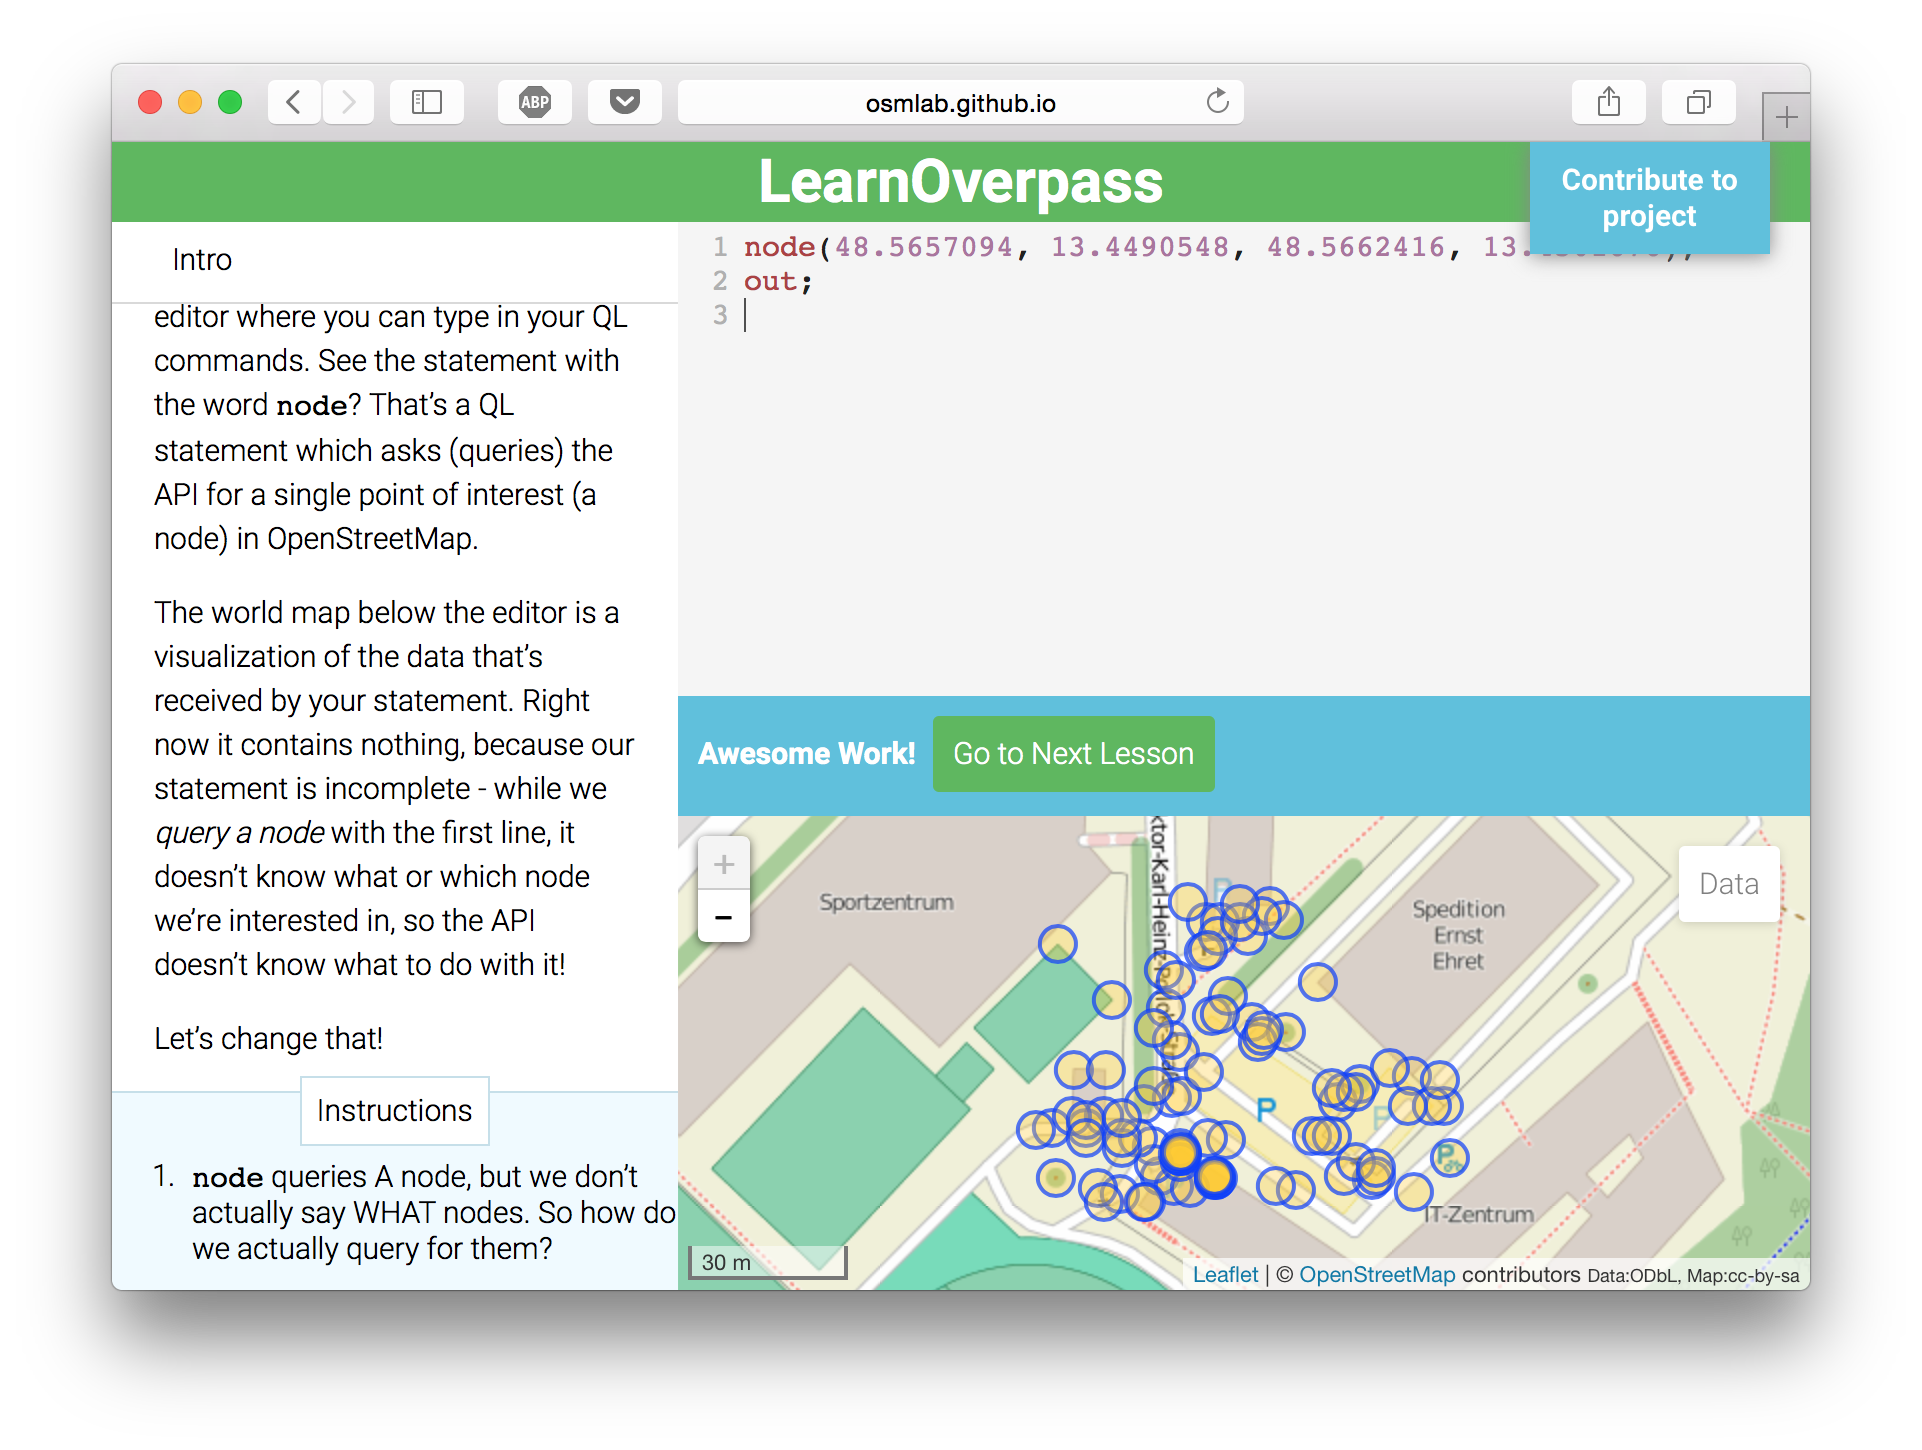 ABP
osmlab.github.io
LearnOverpass
Contribute to
project
Intro
editor where you can type in your QL
commands. See the statement with
the word node? That’s a QL
statement which asks (queries) the
API for a single point of interest (a
node) in OpenStreetMap.
The world map below the editor is a
visualization of the data that’s
received by your statement. Right
now it contains nothing, because our
statement is incomplete - while we
query a node with the first line, it
doesn’t know what or which node
we’re interested in, so the API
doesn’t know what to do with it!
Let’s change that!
Instructions
1. node queries A node, but we don’t
actually say WHAT nodes. So how do
we actually query for them?
1 node(48.5657094, 13.4490548, 48.5662416, 13.
2 out;
3
Awesome Work!
Go to Next Lesson
+
-
Data
Sportzentrum
Spedition
Ernst
Ehret
P
P
P
P
IT-Zentrum
30 m
Leaflet | © OpenStreetMap contributors Data:ODbL, Map:cc-by-sa